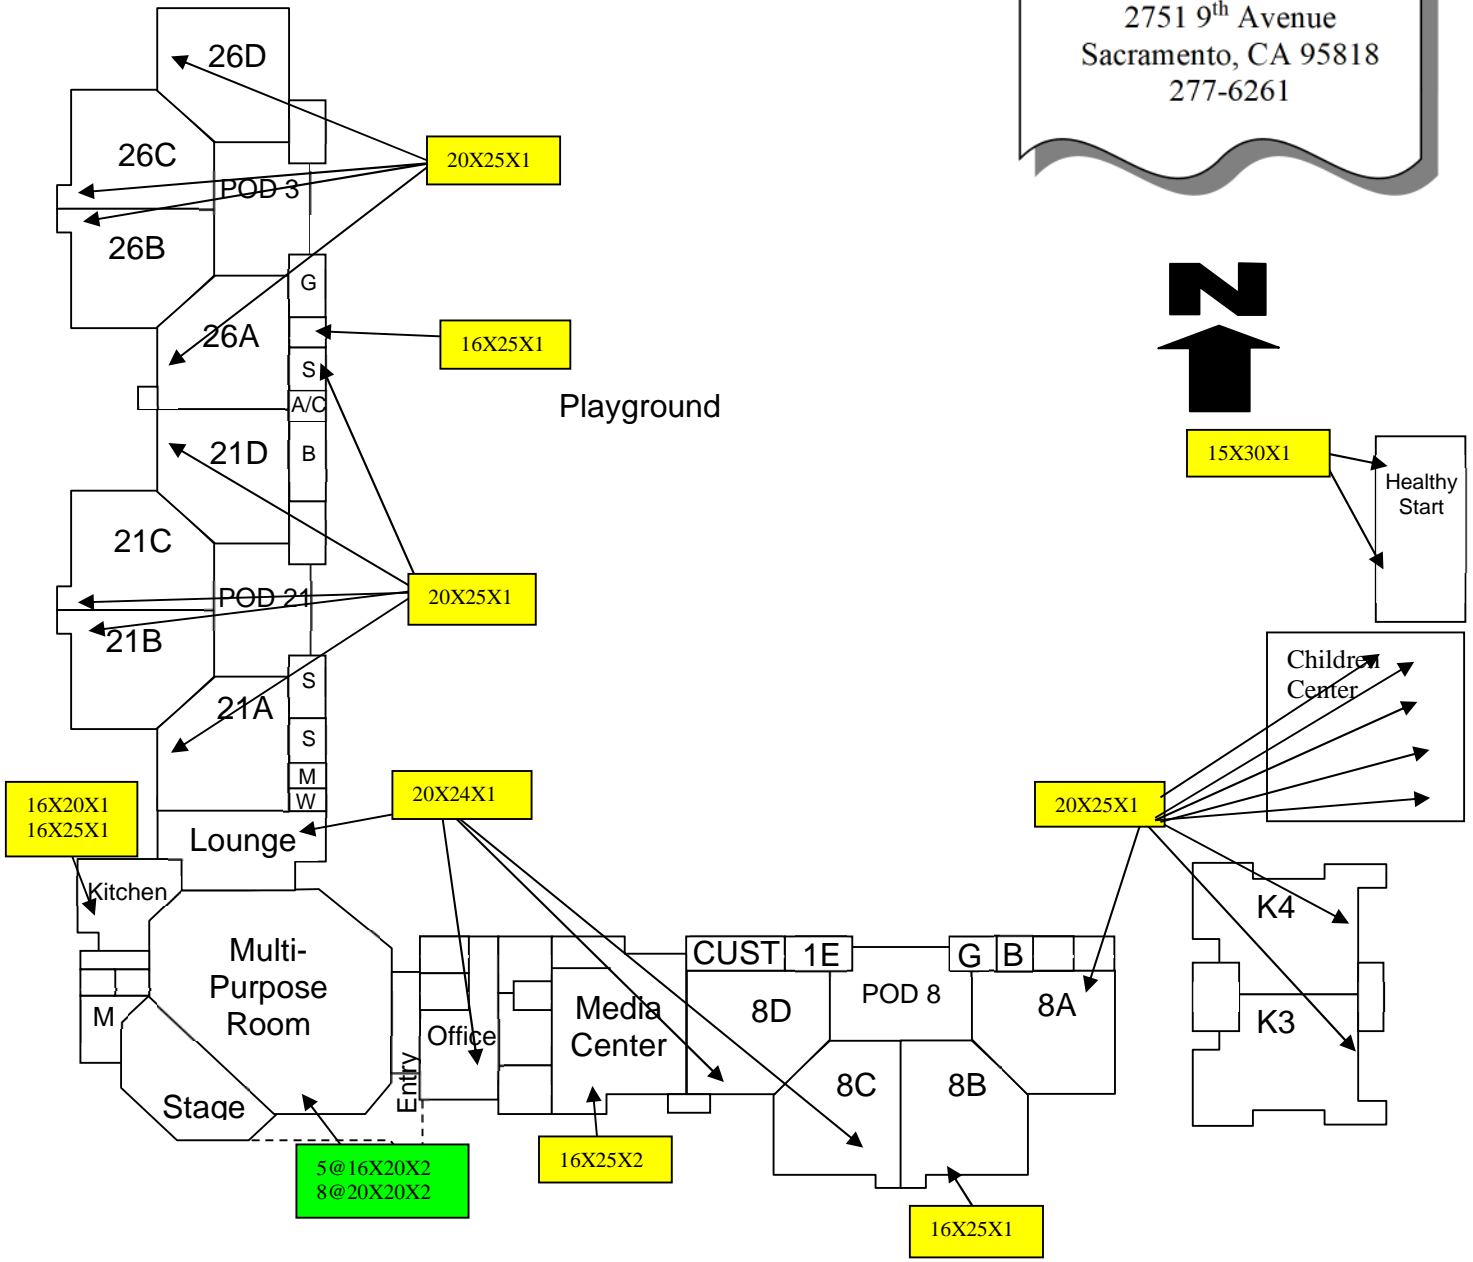 2751 9th Avenue
Sacramento, CA 95818
277-6261
26D
26C
20X25X1
POD 3
26B
G
N
26A
16X25X1
S
A/C
Playground
21D
B
15X30X1
Healthy
Start
21C
POD 21
20X25X1
21B
Children
Center
S
21A
S
M
W
20X24X1
16X20X1
16X25X1
20X25X1
Lounge
Kitchen
K4
Multi-
Purpose
Room
CUST
1E
G
B
POD 8
M
Office
Media
Center
8D
8A
K3
Entry
8C
8B
Stage
5@16X20X2
8@20X20X2
16X25X2
16X25X1